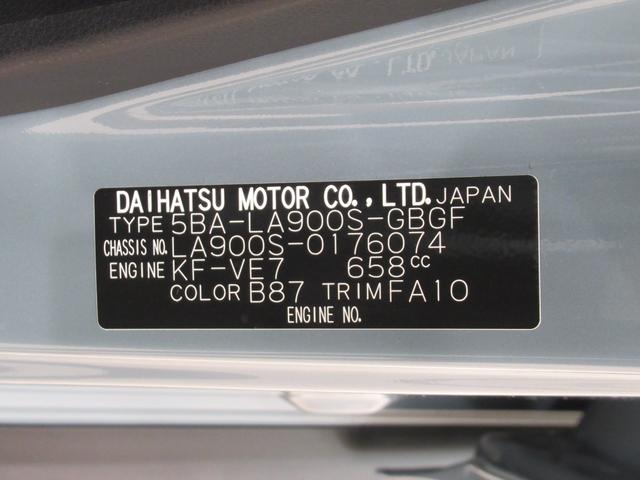 DAIHATSU MOTOR CO.,LTD. JAPAN
TYPE 5BA-LA900S-GBGF
CHASSIS NO. LA900S-0176074
ENGINE KF-VE7 658cc
COLOR B87 TRIM FA10
ENGINE NO.